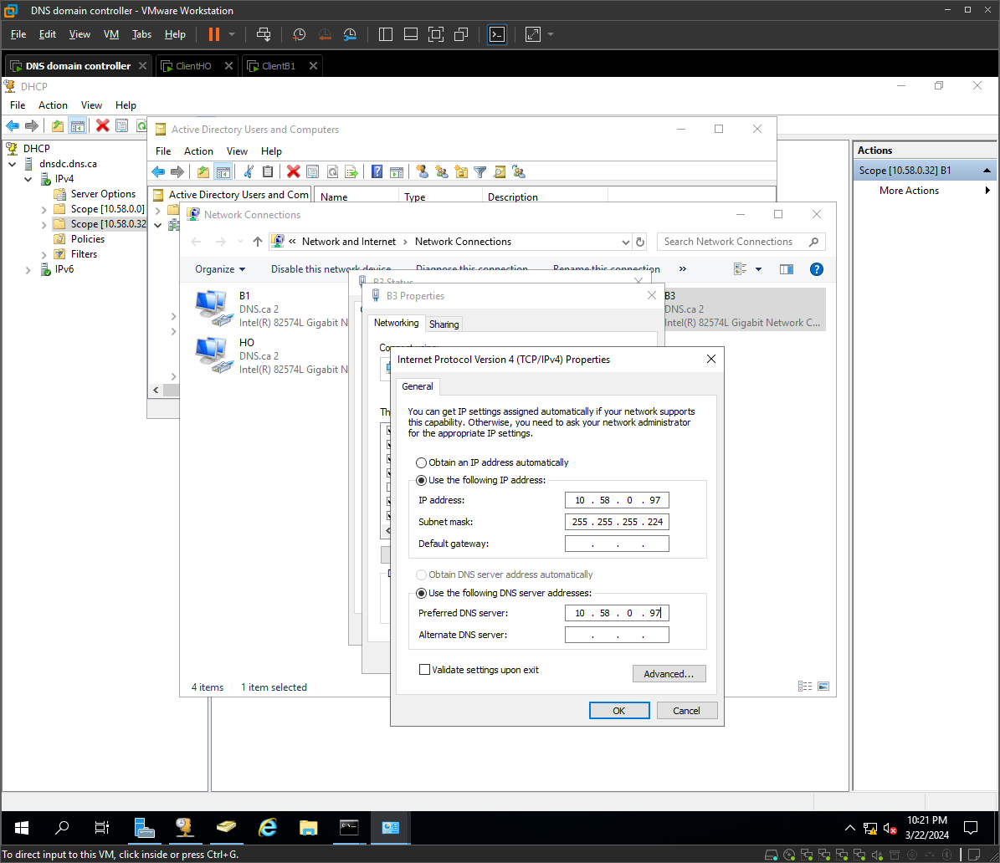 DNS domain controller - VMware Workstation
File Edit View VM Tabs Help
DNS domain controller ClientHO ClientB1
DHCP
File Action View Help
Active Directory Users and Computers
File Action View Help
DHCP
dnsdc.dns.ca
IPv4
Server Options
Scope [10.58.0.0]
Scope [10.58.0.32
Policies
Filters
IPv6
Active Directory Users and Com
Name Type Description
Actions
Scope [10.58.0.32] B1
More Actions
Network Connections
« Network and Internet › Network Connections
Search Network Connections
Organize Disable this network device Diagnose this connection Rename this connection »
B1
DNS.ca 2
Intel(R) 82574L Gigabit N
HO
DNS.ca 2
Intel(R) 82574L Gigabit N
B3
DNS.ca 2
Intel(R) 82574L Gigabit Network C...
B3 Status
B3 Properties
Networking Sharing
Internet Protocol Version 4 (TCP/IPv4) Properties
General
You can get IP settings assigned automatically if your network supports
this capability. Otherwise, you need to ask your network administrator
for the appropriate IP settings.
Obtain an IP address automatically
Use the following IP address:
IP address: 10 . 58 . 0 . 97
Subnet mask: 255 . 255 . 255 . 224
Default gateway: . . .
Obtain DNS server address automatically
Use the following DNS server addresses:
Preferred DNS server: 10 . 58 . 0 . 97
Alternate DNS server: . . .
Validate settings upon exit
Advanced...
OK Cancel
4 items 1 item selected
10:21 PM
3/22/2024
To direct input to this VM, click inside or press Ctrl+G.